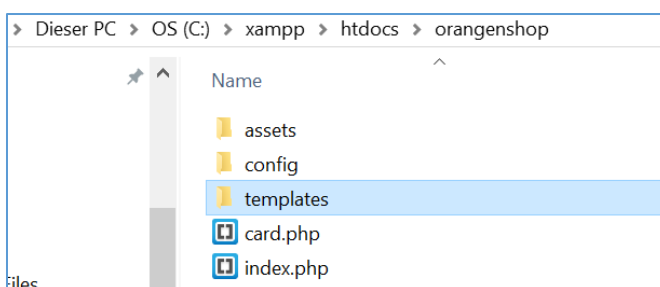 > Dieser PC > OS (C:) > xampp > htdocs > orangenshop
Name
assets
config
templates
card.php
index.php
Files